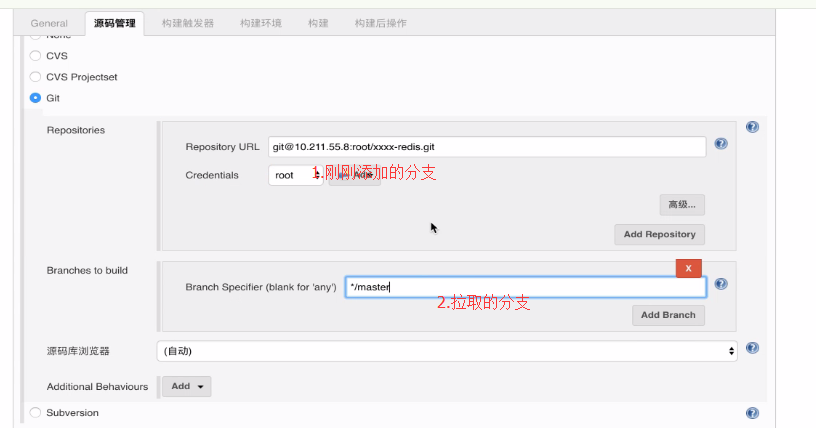 General 源码管理 构建触发器 构建环境 构建 构建后操作
None
CVS
CVS Projectset
Git
Repositories
Repository URL git@10.211.55.8:root/xxxx-redis.git
Credentials root Add
1.刚刚添加的分支
高级...
Add Repository
Branches to build
X
Branch Specifier (blank for 'any') */master
2.拉取的分支
Add Branch
源码库浏览器 (自动)
Additional Behaviours Add
Subversion